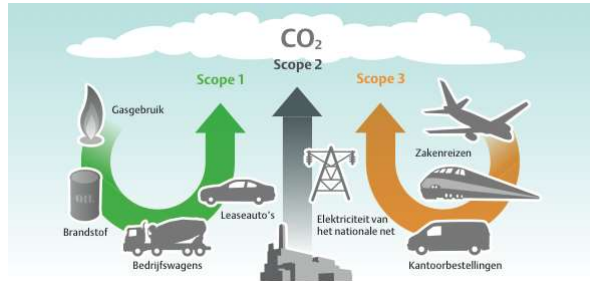 CO2
Scope 2
Scope 1
Scope 3
Gasgebruik
Zakenreizen
OIL
Leaseauto's
Elektriciteit van
het nationale net
Brandstof
Bedrijfswagens
Kantoorbestellingen